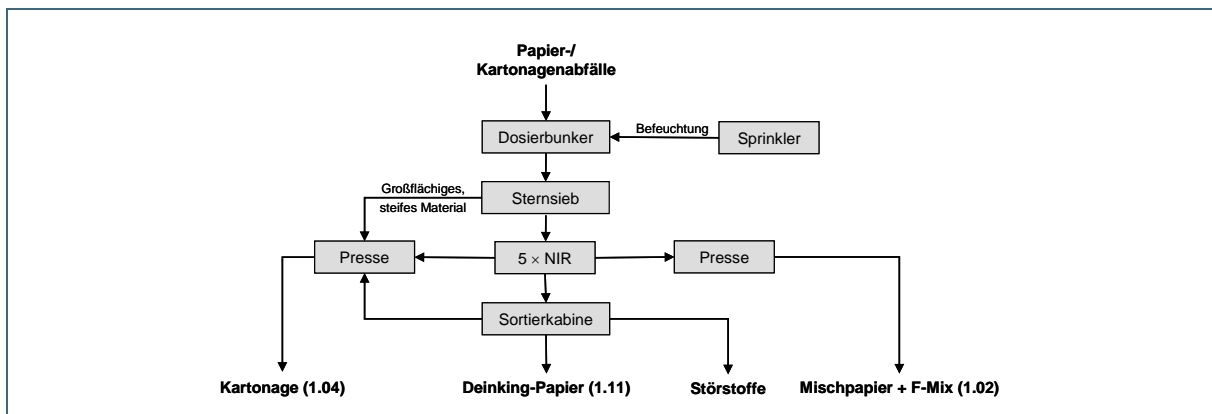 Papier-/
Kartonagenabfälle
Dosierbunker
Befeuchtung
Sprinkler
Großflächiges,
steifes Material
Sternsieb
Presse
5 × NIR
Presse
Sortierkabine
Kartonage (1.04)
Deinking-Papier (1.11)
Störstoffe
Mischpapier + F-Mix (1.02)